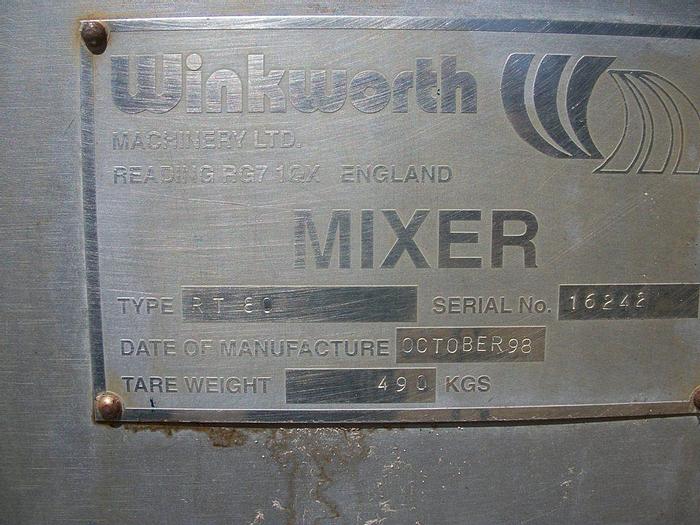 Winkworth
MACHINERY LTD.
READING RG7 1QX ENGLAND
MIXER
TYPE RT 80 SERIAL No. 16242
DATE OF MANUFACTURE OCTOBER98
TARE WEIGHT 490 KGS